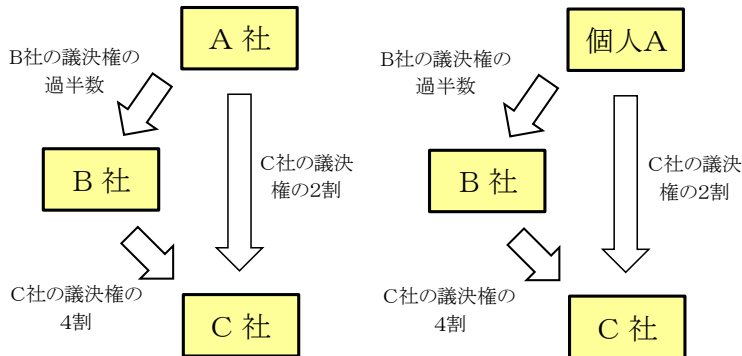 A 社
B社の議決権の
過半数
B 社
C社の議決
権の2割
C社の議決権の
4割
C 社
個人A
B社の議決権の
過半数
B 社
C社の議決
権の2割
C社の議決権の
4割
C 社